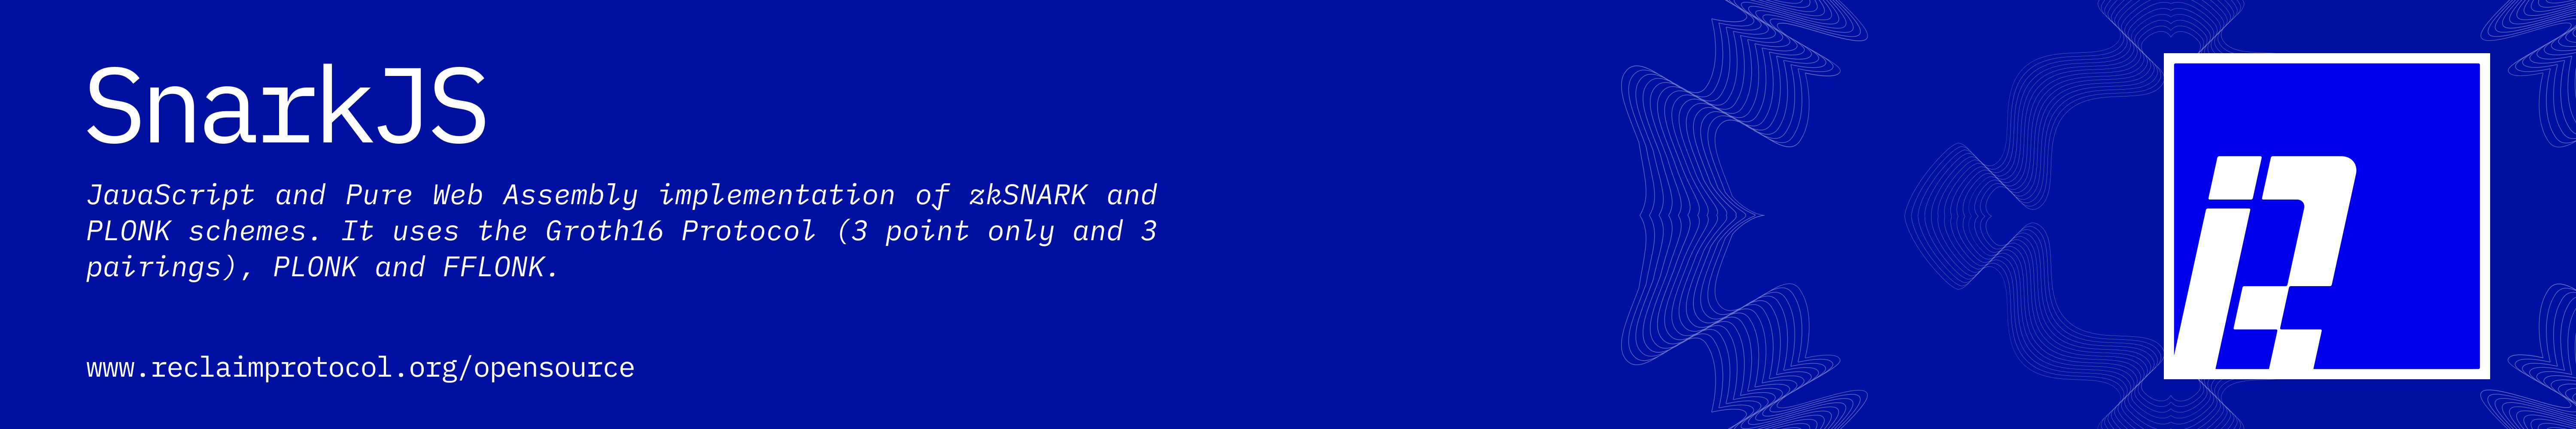 SnarkJS
JavaScript and Pure Web Assembly implementation of zkSNARK and
PLONK schemes. It uses the Groth16 Protocol (3 point only and 3
pairings), PLONK and FFLONK.
www.reclaimprotocol.org/opensource